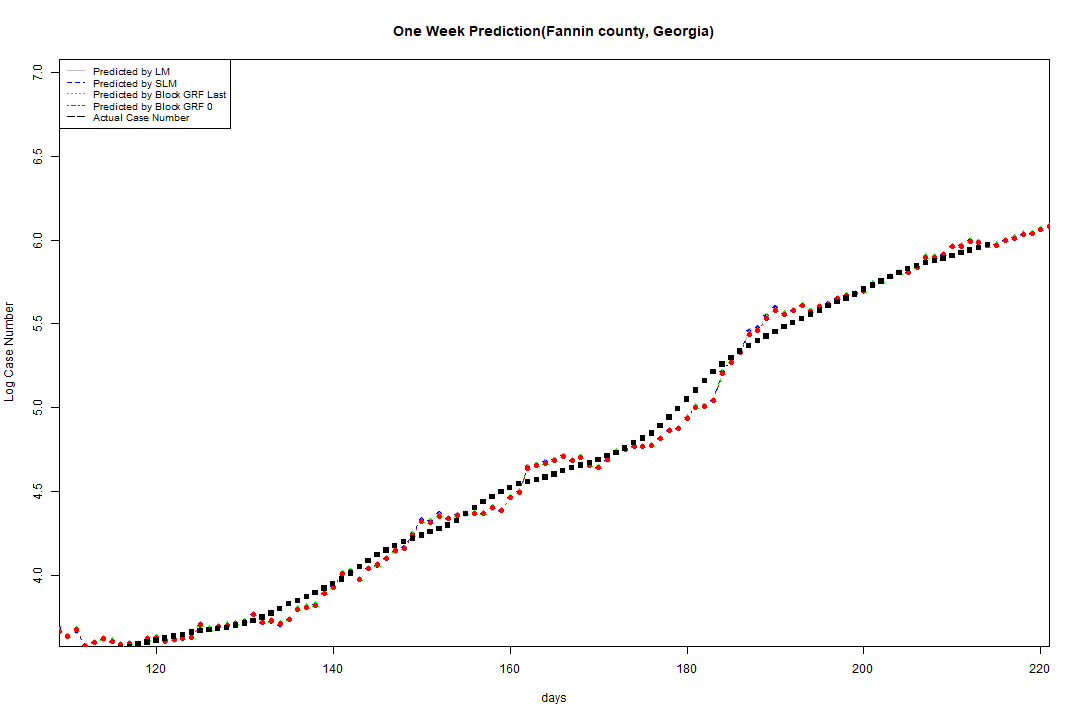 One Week Prediction(Fannin county, Georgia)
Predicted by LM
Predicted by SLM
Predicted by Block GRF Last
Predicted by Block GRF 0
Actual Case Number
7.0
6.5
6.0
5.5
5.0
4.5
4.0
Log Case Number
120 140 160 180 200 220
days